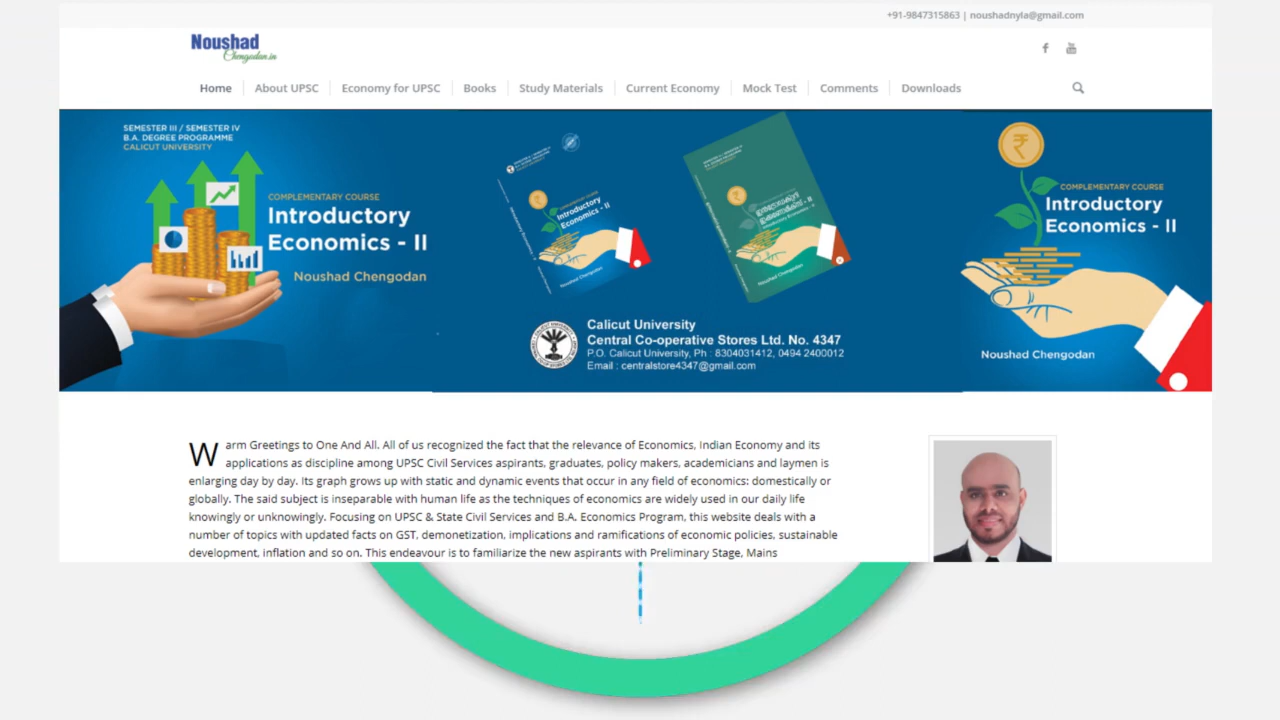 +91-9847315863 | noushadnyla@gmail.com
Noushad
Chengodan.in
Home
About UPSC
Economy for UPSC
Books
Study Materials
Current Economy
Mock Test
Comments
Downloads
SEMESTER III / SEMESTER IV
B.A. DEGREE PROGRAMME
CALICUT UNIVERSITY
COMPLEMENTARY COURSE
Introductory
Economics - II
Noushad Chengodan
Introductory
Economics - II
Noushad Chengodan
Introductory Economics - II
Noushad Chengodan
Calicut University
Central Co-operative Stores Ltd. No. 4347
P.O. Calicut University, Ph : 8304031412, 0494 2400012
Email : centralstore4347@gmail.com
COMPLEMENTARY COURSE
Introductory
Economics - II
Noushad Chengodan
Warm Greetings to One And All. All of us recognized the fact that the relevance of Economics, Indian Economy and its
applications as discipline among UPSC Civil Services aspirants, graduates, policy makers, academicians and laymen is
enlarging day by day. Its graph grows up with static and dynamic events that occur in any field of economics: domestically or
globally. The said subject is inseparable with human life as the techniques of economics are widely used in our daily life
knowingly or unknowingly. Focusing on UPSC & State Civil Services and B.A. Economics Program, this website deals with a
number of topics with updated facts on GST, demonetization, implications and ramifications of economic policies, sustainable
development, inflation and so on. This endeavour is to familiarize the new aspirants with Preliminary Stage, Mains